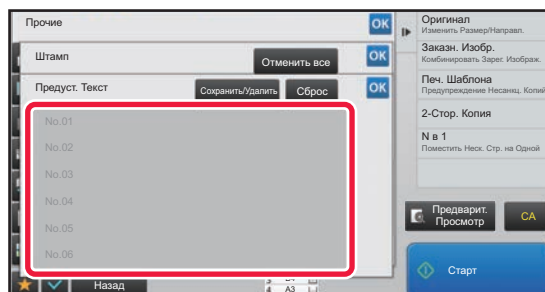 Прочие
OK
Штамп
Отменить все
OK
Предуст. Текст
Сохранить/Удалить
Сброс
OK
No.01
No.02
No.03
No.04
No.05
No.06
Назад
A3
Оригинал
Изменить Размер/Направл.
Заказн. Изобр.
Комбинировать Зарег. Изображ.
Печ. Шаблона
Предупреждение Несанкц. Копий
2-Стор. Копия
N в 1
Поместить Неск. Стр. на Одной
Предварит.
Просмотр
CA
Старт